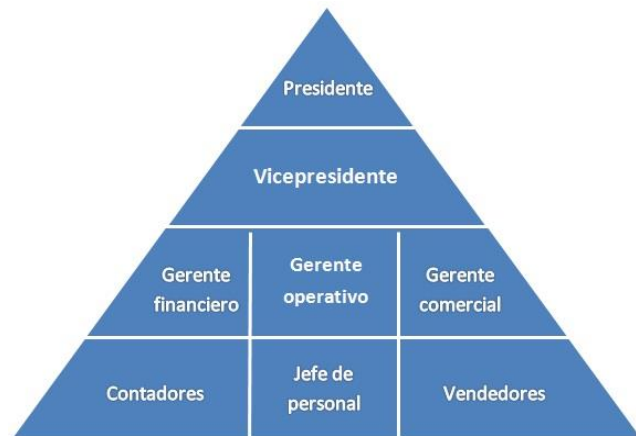 Presidente
Vicepresidente
Gerente
financiero
Gerente
operativo
Gerente
comercial
Contadores
Jefe de
personal
Vendedores